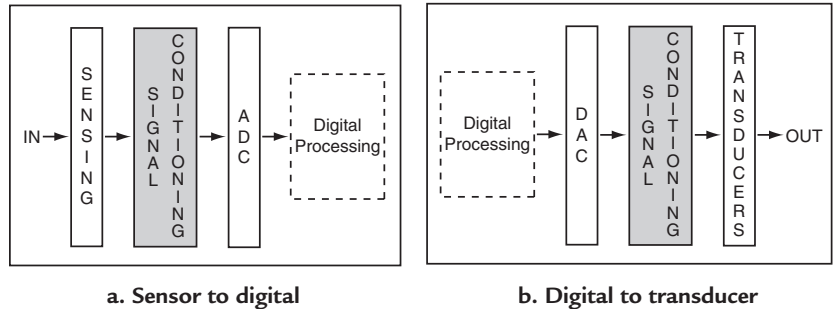 IN
SENSING
SIGNAL
CONDITIONING
ADC
Digital
Processing
a. Sensor to digital
Digital
Processing
DAC
SIGNAL
CONDITIONING
TRANSDUCERS
OUT
b. Digital to transducer